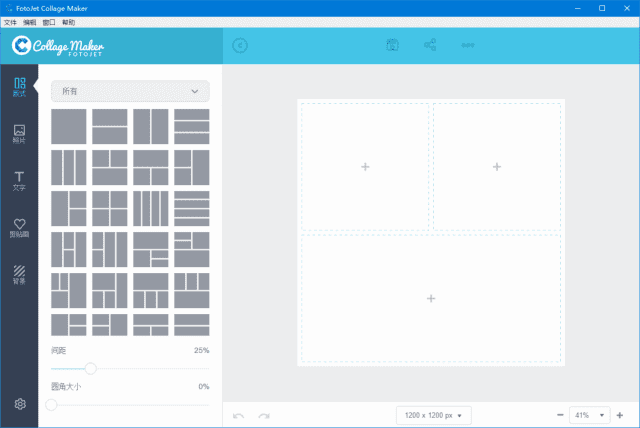 FotoJet Collage Maker
文件 编辑 窗口 帮助
Collage Maker
FOTOJET
版式
所有
照片
文字
剪贴画
背景
间距 25%
圆角大小 0%
1200 x 1200 px
41%